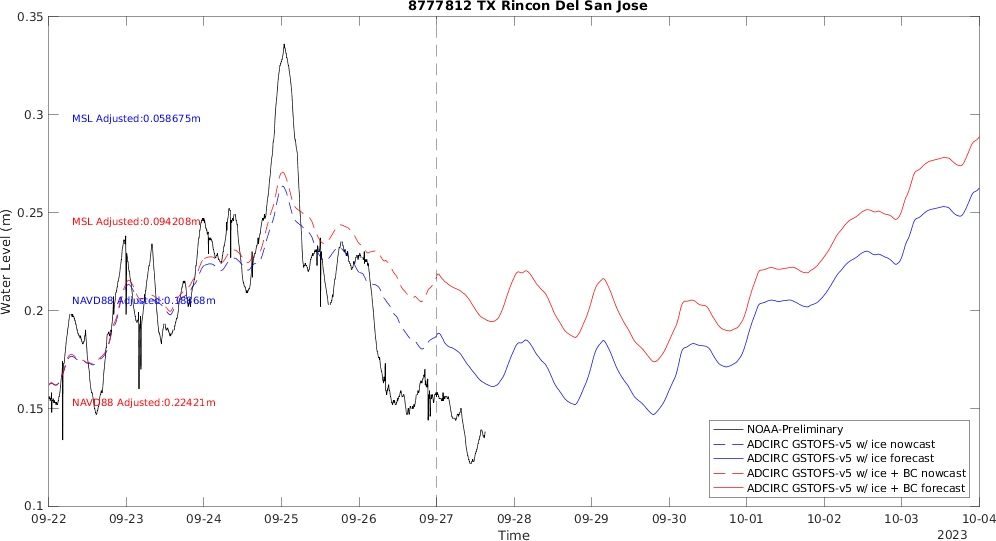 8777812 TX Rincon Del San Jose
Water Level (m)
0.35
0.3
0.25
0.2
0.15
0.1
MSL Adjusted:0.058675m
MSL Adjusted:0.094208m
NAVD88 Adjusted:0.18868m
NAVD88 Adjusted:0.22421m
NOAA-Preliminary
ADCIRC GSTOFS-v5 w/ ice nowcast
ADCIRC GSTOFS-v5 w/ ice forecast
ADCIRC GSTOFS-v5 w/ ice + BC nowcast
ADCIRC GSTOFS-v5 w/ ice + BC forecast
09-22 09-23 09-24 09-25 09-26 09-27 09-28 09-29 09-30 10-01 10-02 10-03 10-04
Time
2023